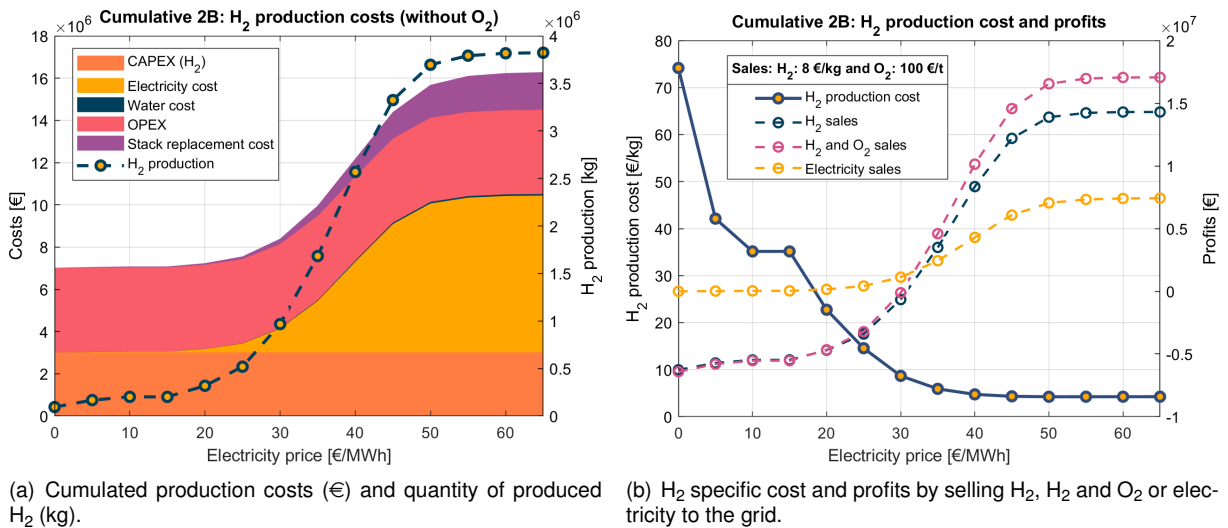 Cumulative 2B: H2 production costs (without O2)
×10^6
×10^6
18
16
14
12
10
8
6
4
2
0
Costs [€]
4
3.5
3
2.5
2
1.5
1
0.5
0
H2 production [kg]
CAPEX (H2)
Electricity cost
Water cost
OPEX
Stack replacement cost
H2 production
0
10
20
30
40
50
60
Electricity price [€/MWh]
(a) Cumulated production costs (€) and quantity of produced
H2 (kg).
Cumulative 2B: H2 production cost and profits
×10^7
80
70
60
50
40
30
20
10
0
H2 production cost [€/kg]
2
1.5
1
0.5
0
-0.5
-1
Profits [€]
Sales: H2: 8 €/kg and O2: 100 €/t
H2 production cost
H2 sales
H2 and O2 sales
Electricity sales
0
10
20
30
40
50
60
Electricity price [€/MWh]
(b) H2 specific cost and profits by selling H2, H2 and O2 or elec-
tricity to the grid.